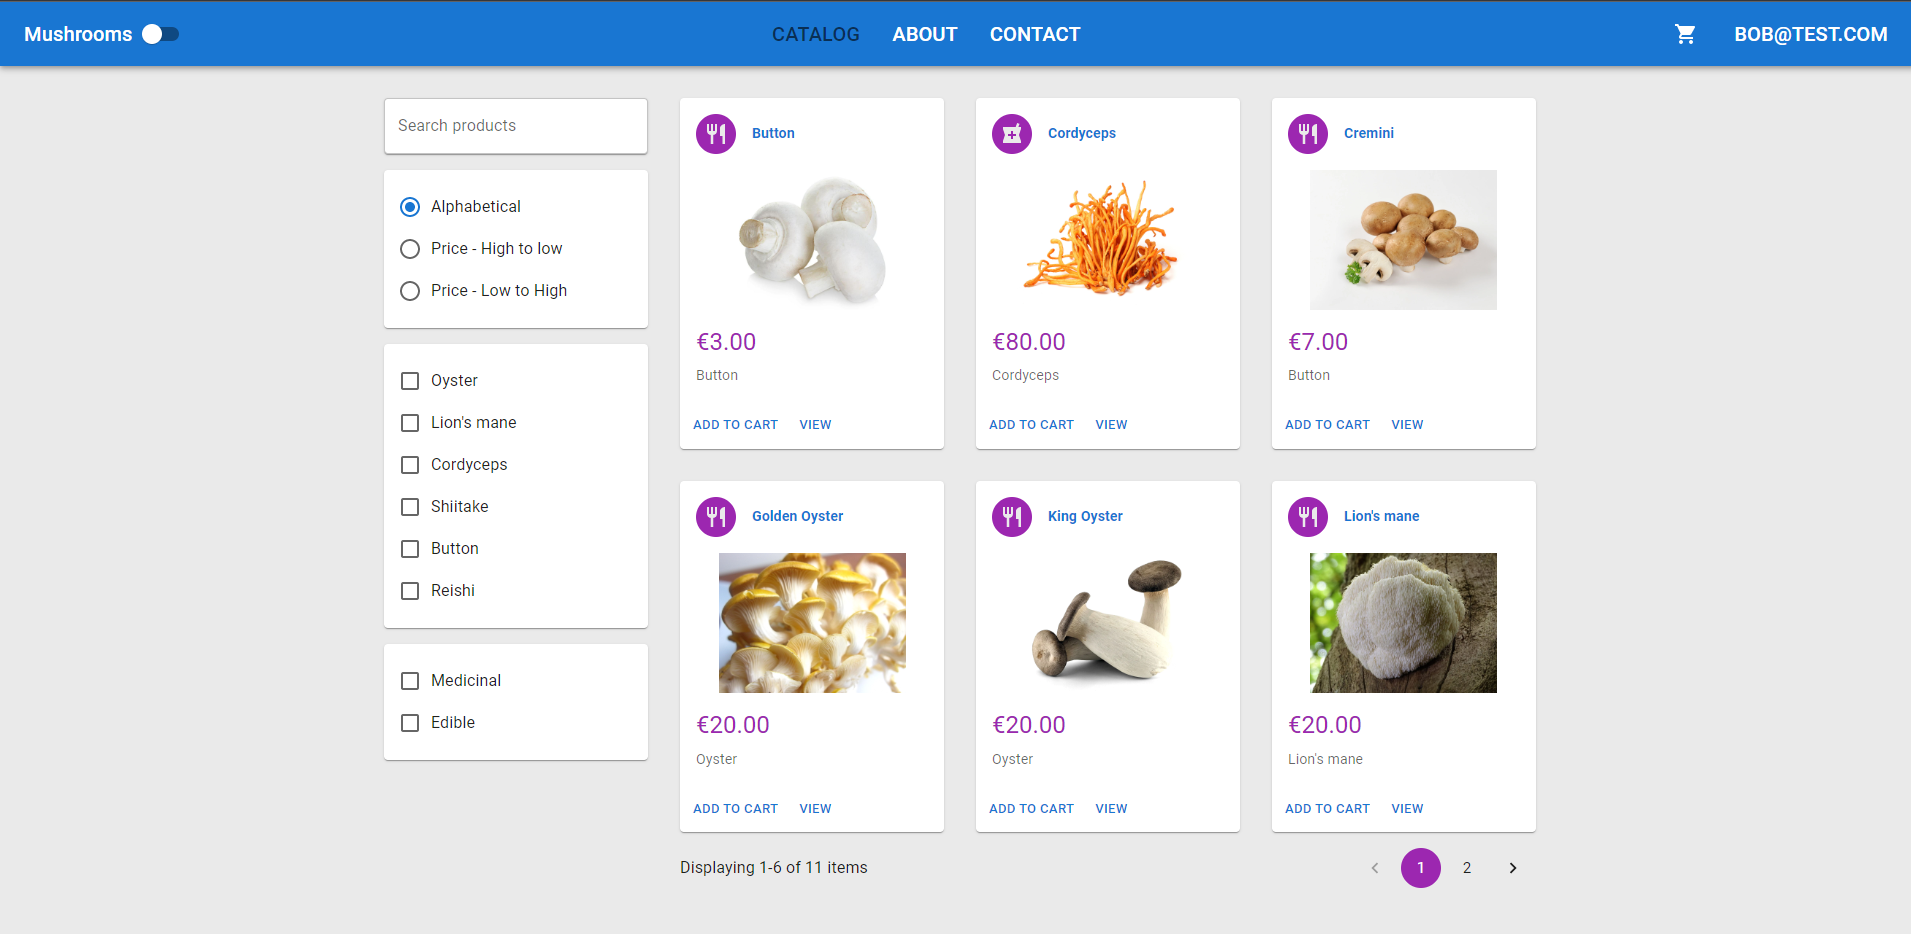 Mushrooms
CATALOG
ABOUT
CONTACT
BOB@TEST.COM
Search products
Alphabetical
Price - High to low
Price - Low to High
Oyster
Lion's mane
Cordyceps
Shiitake
Button
Reishi
Medicinal
Edible
Button
€3.00
Button
ADD TO CART VIEW
Cordyceps
€80.00
Cordyceps
ADD TO CART VIEW
Cremini
€7.00
Button
ADD TO CART VIEW
Golden Oyster
€20.00
Oyster
ADD TO CART VIEW
King Oyster
€20.00
Oyster
ADD TO CART VIEW
Lion's mane
€20.00
Lion's mane
ADD TO CART VIEW
Displaying 1-6 of 11 items
1 2